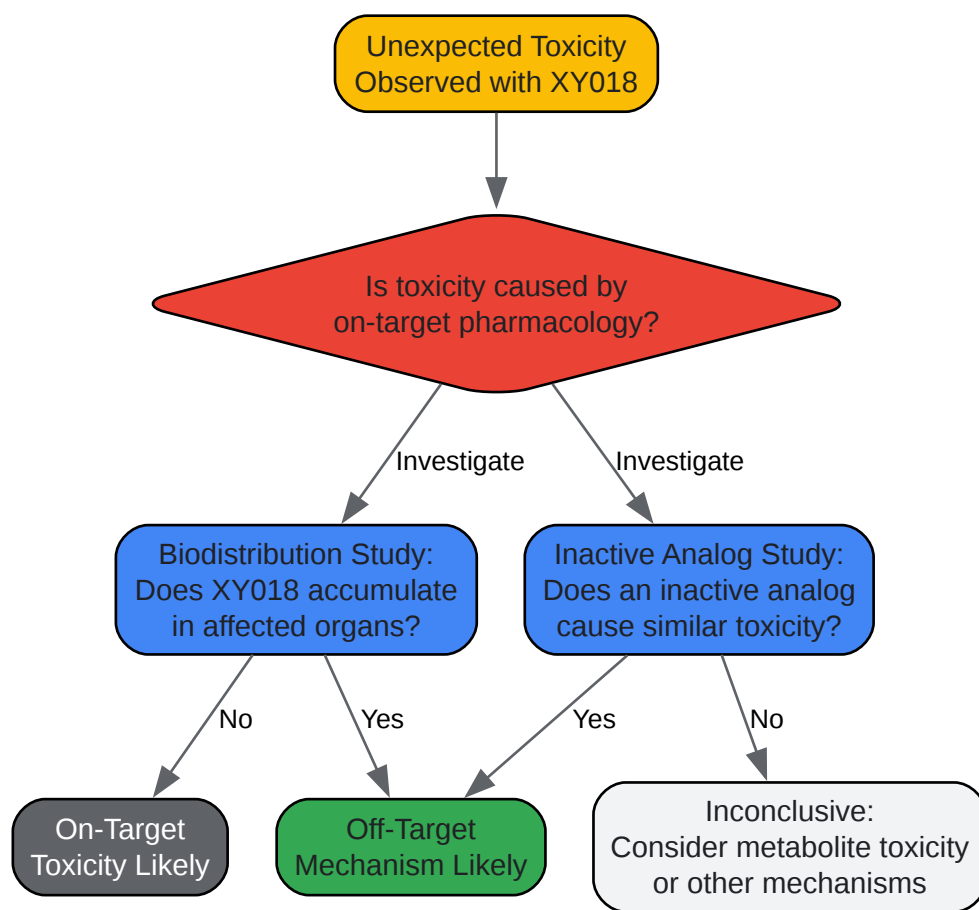 Unexpected Toxicity
Observed with XY018
Is toxicity caused by
on-target pharmacology?
Investigate
Investigate
Biodistribution Study:
Does XY018 accumulate
in affected organs?
Inactive Analog Study:
Does an inactive analog
cause similar toxicity?
No
Yes
Yes
No
On-Target
Toxicity Likely
Off-Target
Mechanism Likely
Inconclusive:
Consider metabolite toxicity
or other mechanisms